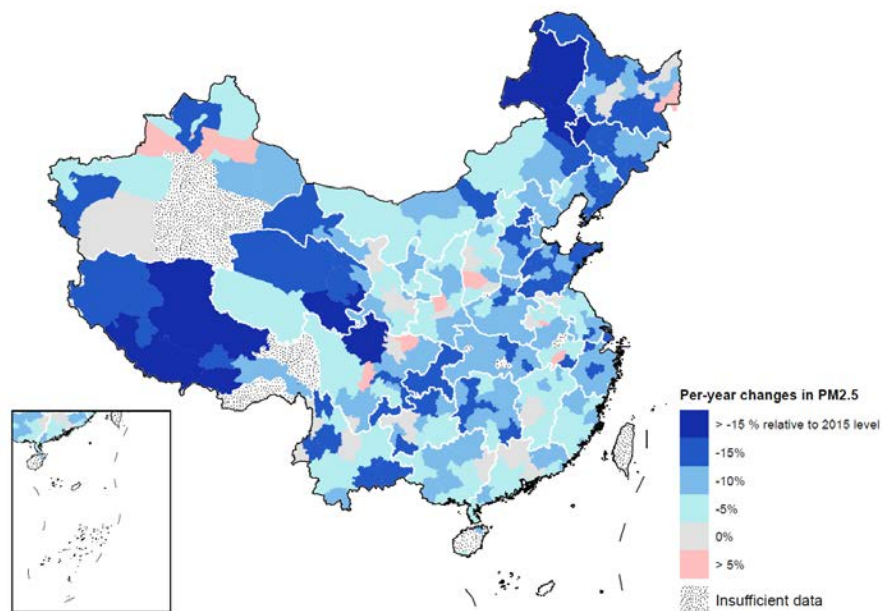 Per-year changes in PM2.5
> -15 % relative to 2015 level
-15%
-10%
-5%
0%
> 5%
Insufficient data